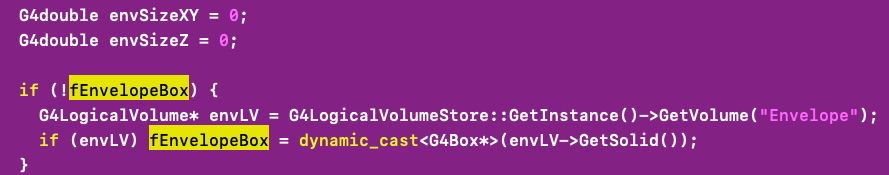 G4double envSizeXY = 0;
G4double envSizeZ = 0;
if (!fEnvelopeBox) {
G4LogicalVolume* envLV = G4LogicalVolumeStore::GetInstance()->GetVolume("Envelope");
if (envLV) fEnvelopeBox = dynamic_cast<G4Box*>(envLV->GetSolid());
}